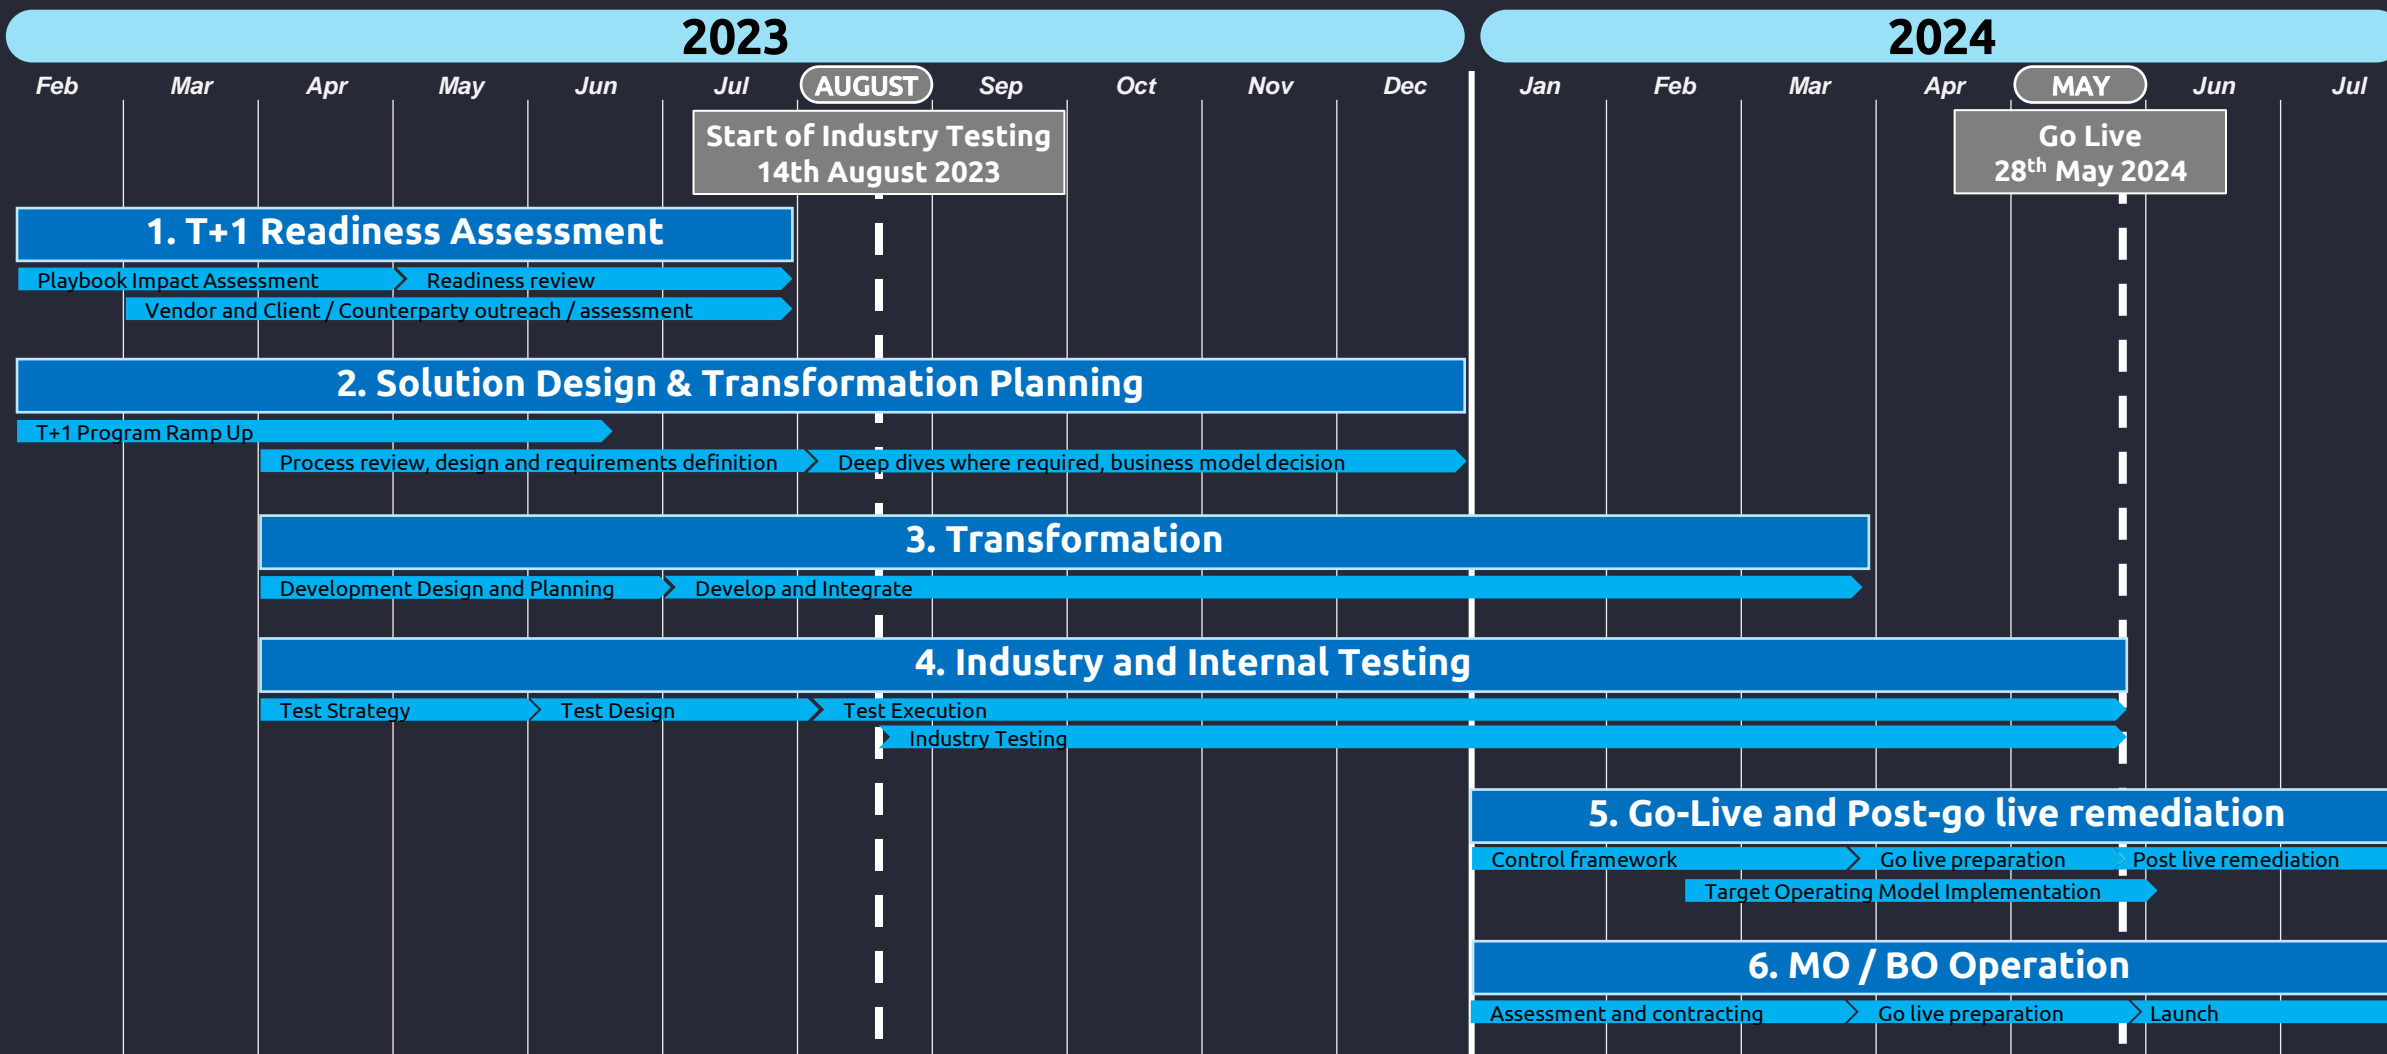 2023
2024
Feb Mar Apr May Jun Jul AUGUST Sep Oct Nov Dec Jan Feb Mar Apr MAY Jun Jul
Start of Industry Testing
14th August 2023
Go Live
28th May 2024
1. T+1 Readiness Assessment
Playbook Impact Assessment
Readiness review
Vendor and Client / Counterparty outreach / assessment
2. Solution Design & Transformation Planning
T+1 Program Ramp Up
Process review, design and requirements definition
Deep dives where required, business model decision
3. Transformation
Development Design and Planning
Develop and Integrate
4. Industry and Internal Testing
Test Strategy
Test Design
Test Execution
Industry Testing
5. Go-Live and Post-go live remediation
Control framework
Go live preparation
Post live remediation
Target Operating Model Implementation
6. MO / BO Operation
Assessment and contracting
Go live preparation
Launch